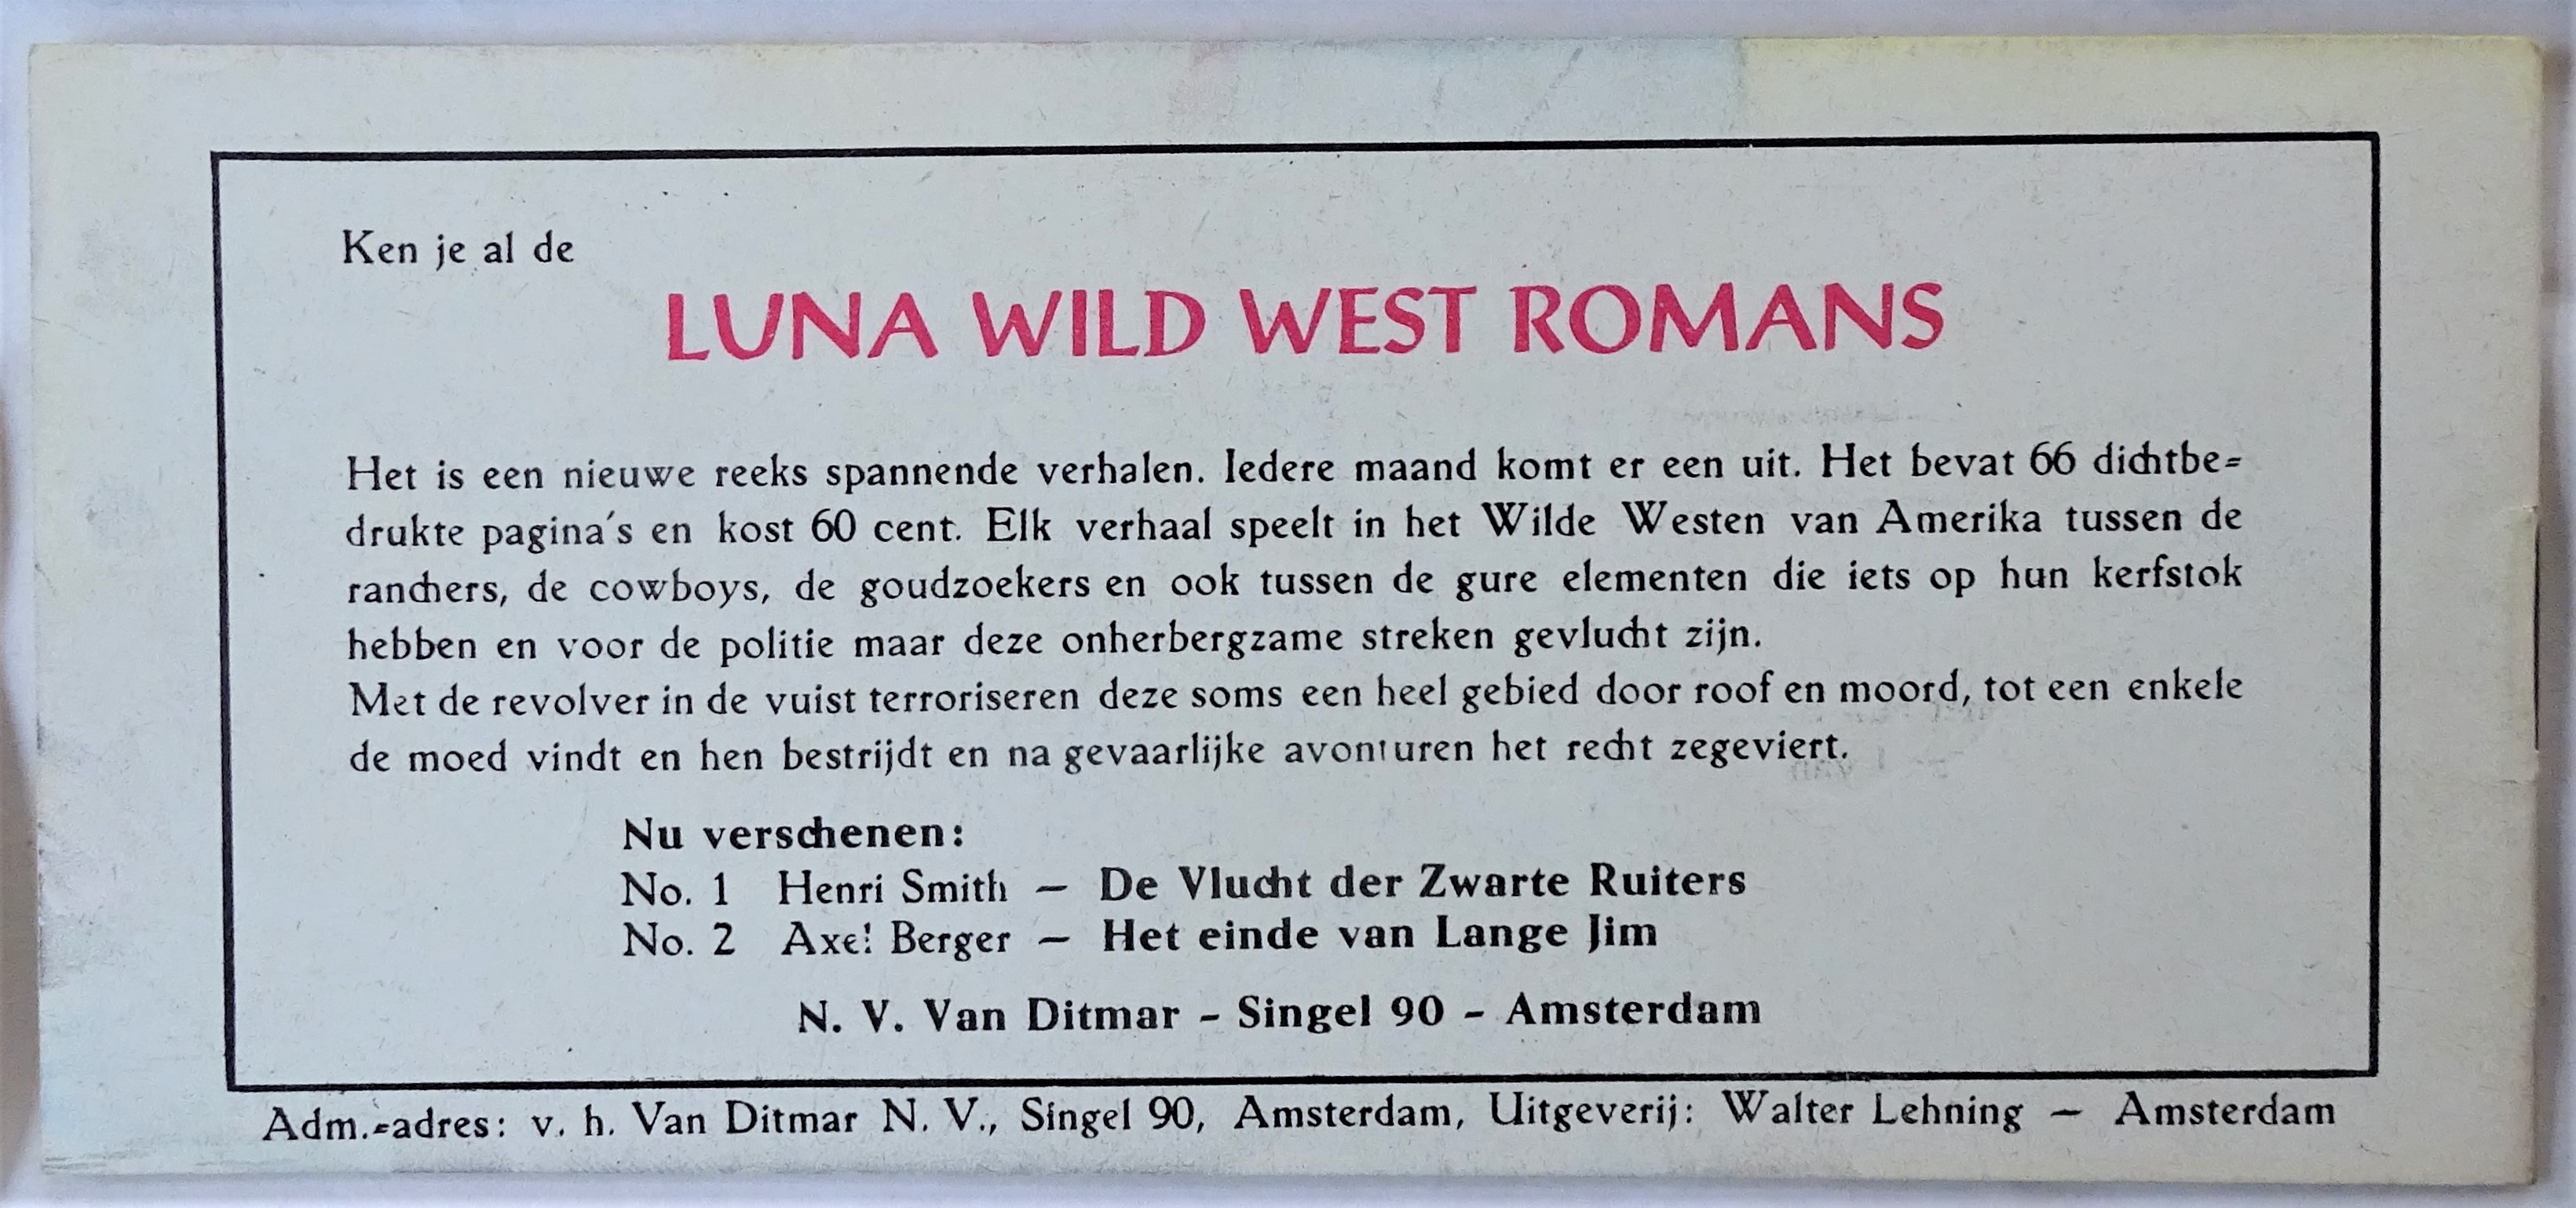 Ken je al de
LUNA WILD WEST ROMANS
Het is een nieuwe reeks spannende verhalen. Iedere maand komt er een uit. Het bevat 66 dichtbe-
drukte pagina's en kost 60 cent. Elk verhaal speelt in het Wilde Westen van Amerika tussen de
ranchers, de cowboys, de goudzoekers en ook tussen de gure elementen die iets op hun kerfstok
hebben en voor de politie maar deze onherbergzame streken gevlucht zijn.
Met de revolver in de vuist terroriseren deze soms een heel gebied door roof en moord, tot een enkele
de moed vindt en hen bestrijdt en na gevaarlijke avonturen het recht zegeviert.
Nu verschenen:
No. 1 Henri Smith – De Vlucht der Zwarte Ruiters
No. 2 Axel Berger – Het einde van Lange Jim
N. V. Van Ditmar - Singel 90 - Amsterdam
Adm.-adres: v. h. Van Ditmar N. V., Singel 90, Amsterdam, Uitgeverij: Walter Lehning – Amsterdam